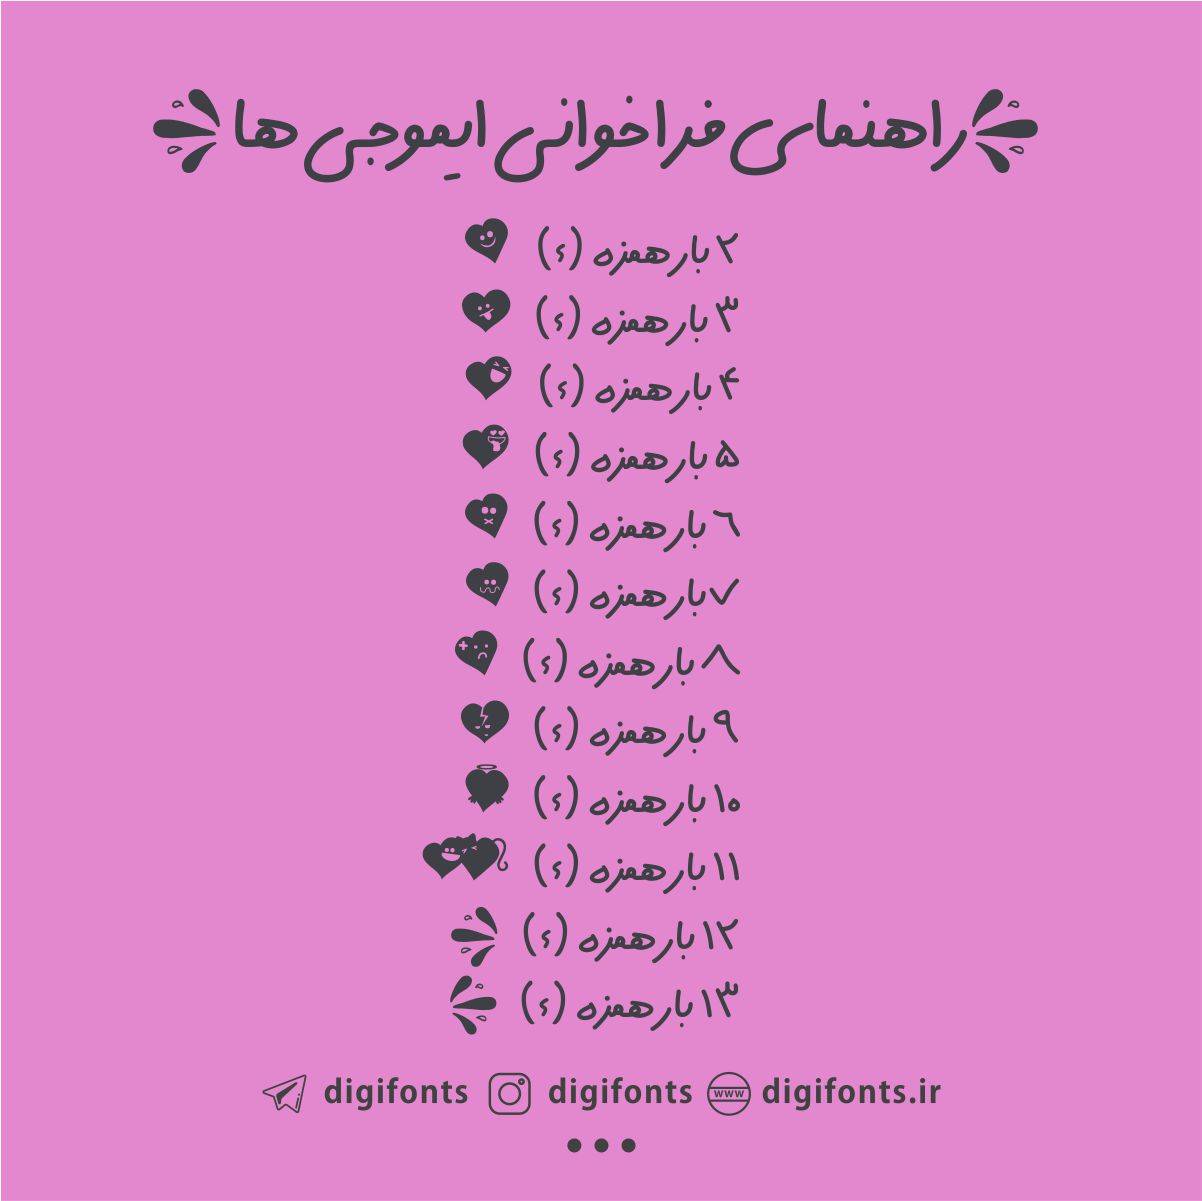 راهنمای فراخوانی ایموجی ها
۲ بار همزه (ء)
۳ بار همزه (ء)
۴ بار همزه (ء)
۵ بار همزه (ء)
۶ بار همزه (ء)
۷ بار همزه (ء)
۸ بار همزه (ء)
۹ بار همزه (ء)
۱۰ بار همزه (ء)
۱۱ بار همزه (ء)
۱۲ بار همزه (ء)
۱۳ بار همزه (ء)
digifonts digifonts www digifonts.ir